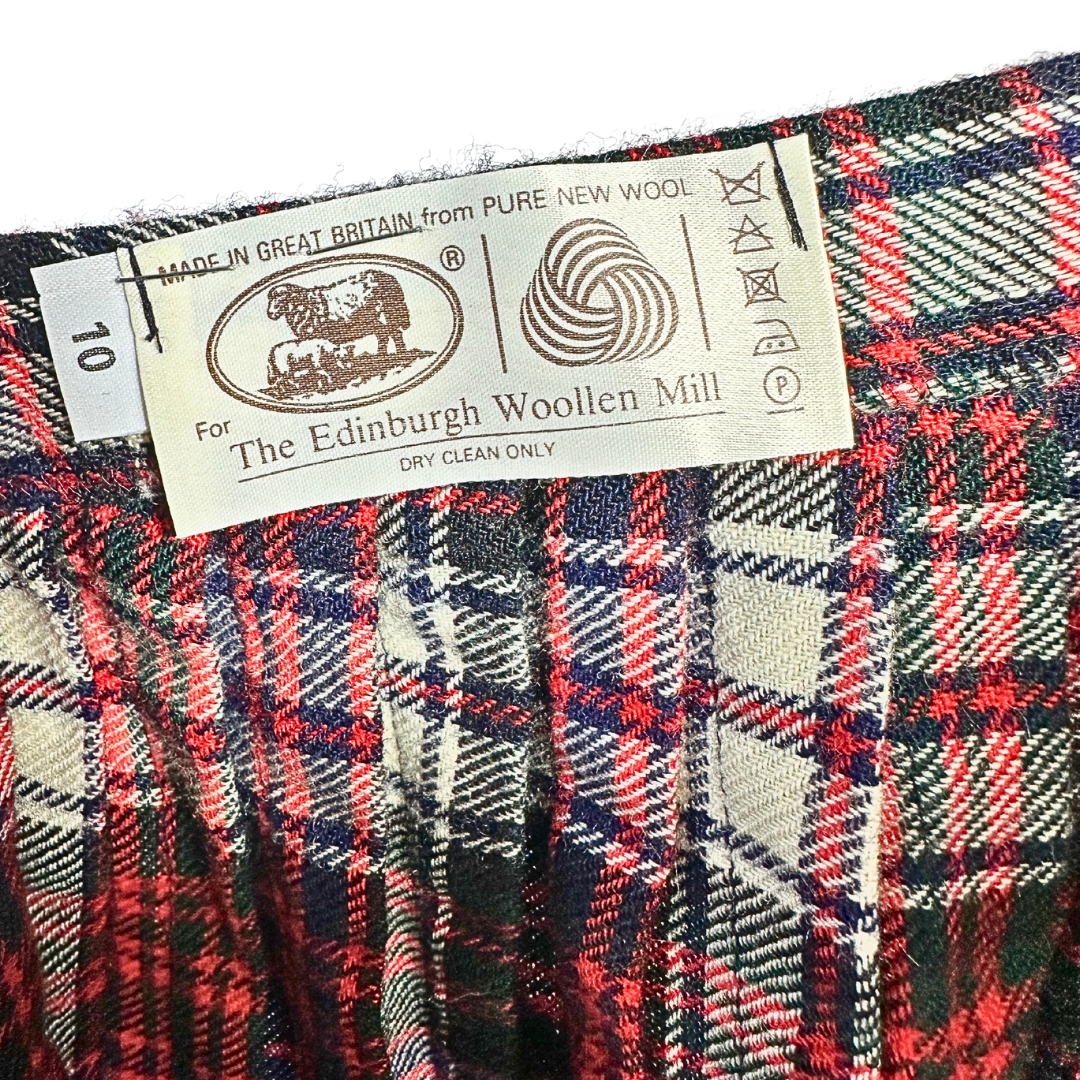 MADE IN GREAT BRITAIN from PURE NEW WOOL
®
10
For The Edinburgh Woollen Mill
DRY CLEAN ONLY
P